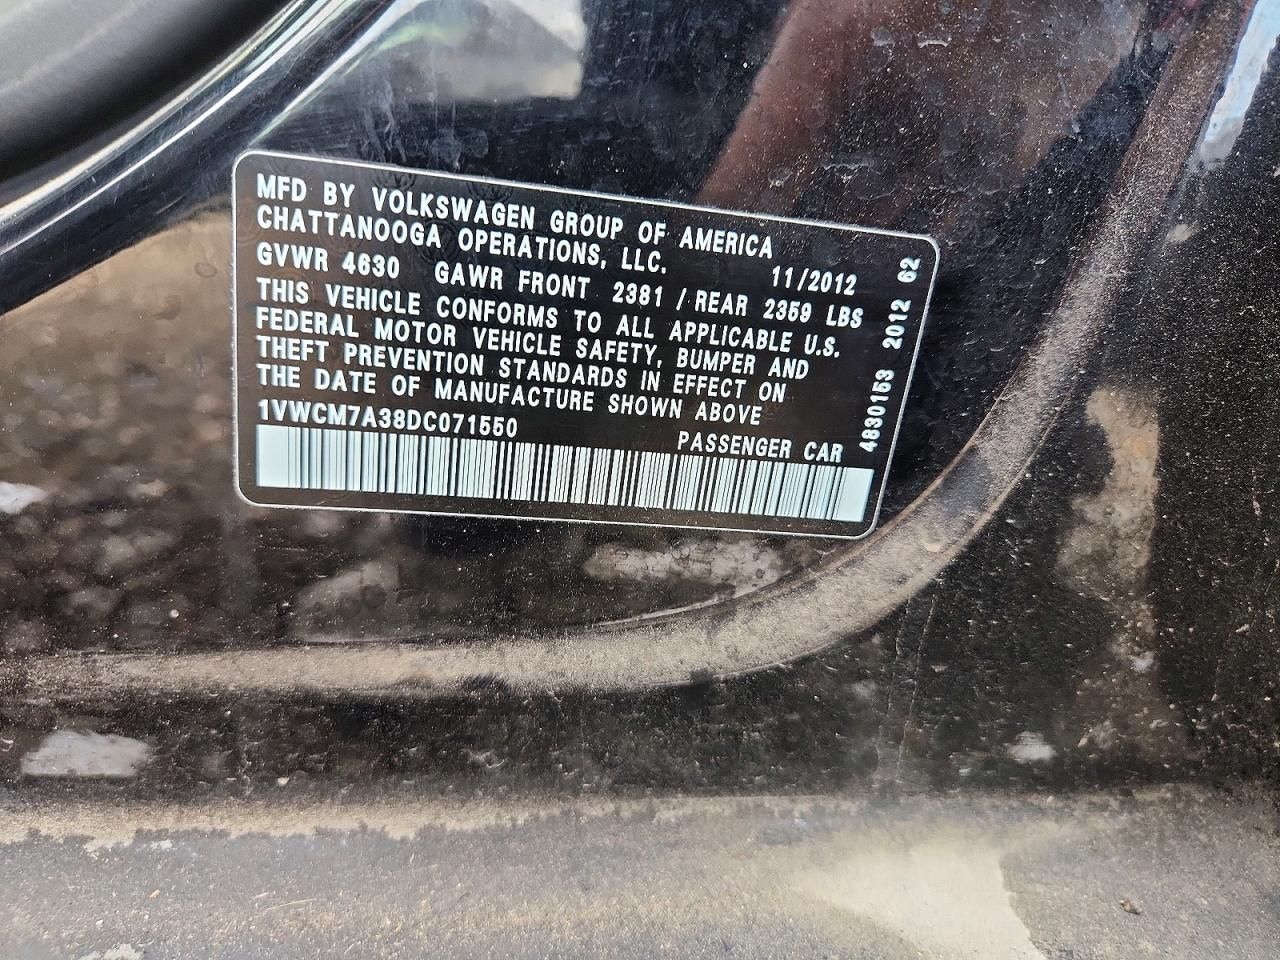 MFD BY VOLKSWAGEN GROUP OF AMERICA
CHATTANOOGA OPERATIONS, LLC. 11/2012
GVWR 4630 GAWR FRONT 2381 / REAR 2359 LBS
THIS VEHICLE CONFORMS TO ALL APPLICABLE U.S.
FEDERAL MOTOR VEHICLE SAFETY, BUMPER AND
THEFT PREVENTION STANDARDS IN EFFECT ON
THE DATE OF MANUFACTURE SHOWN ABOVE
1VWCM7A38DC071550 PASSENGER CAR
4830153 2012 62